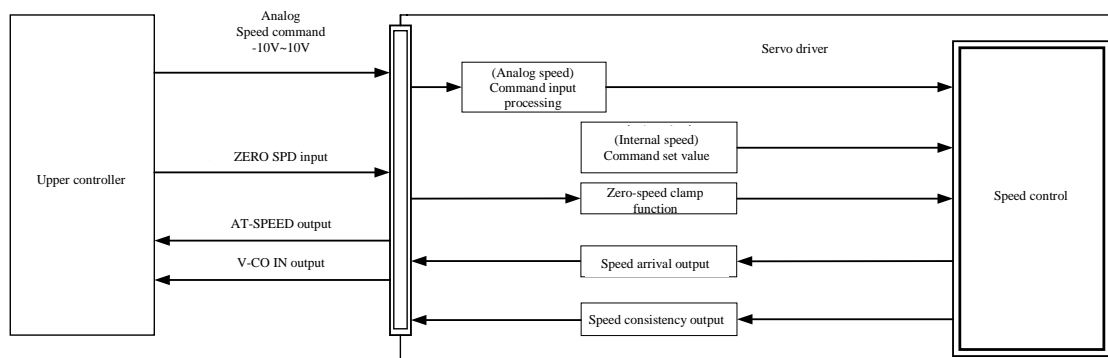 Analog
Speed command
-10V~10V
Servo driver
(Analog speed)
Command input
processing
(Internal speed)
Command set value
ZERO SPD input
Upper controller
Zero-speed clamp
function
Speed control
AT-SPEED output
V-CO IN output
Speed arrival output
Speed consistency output